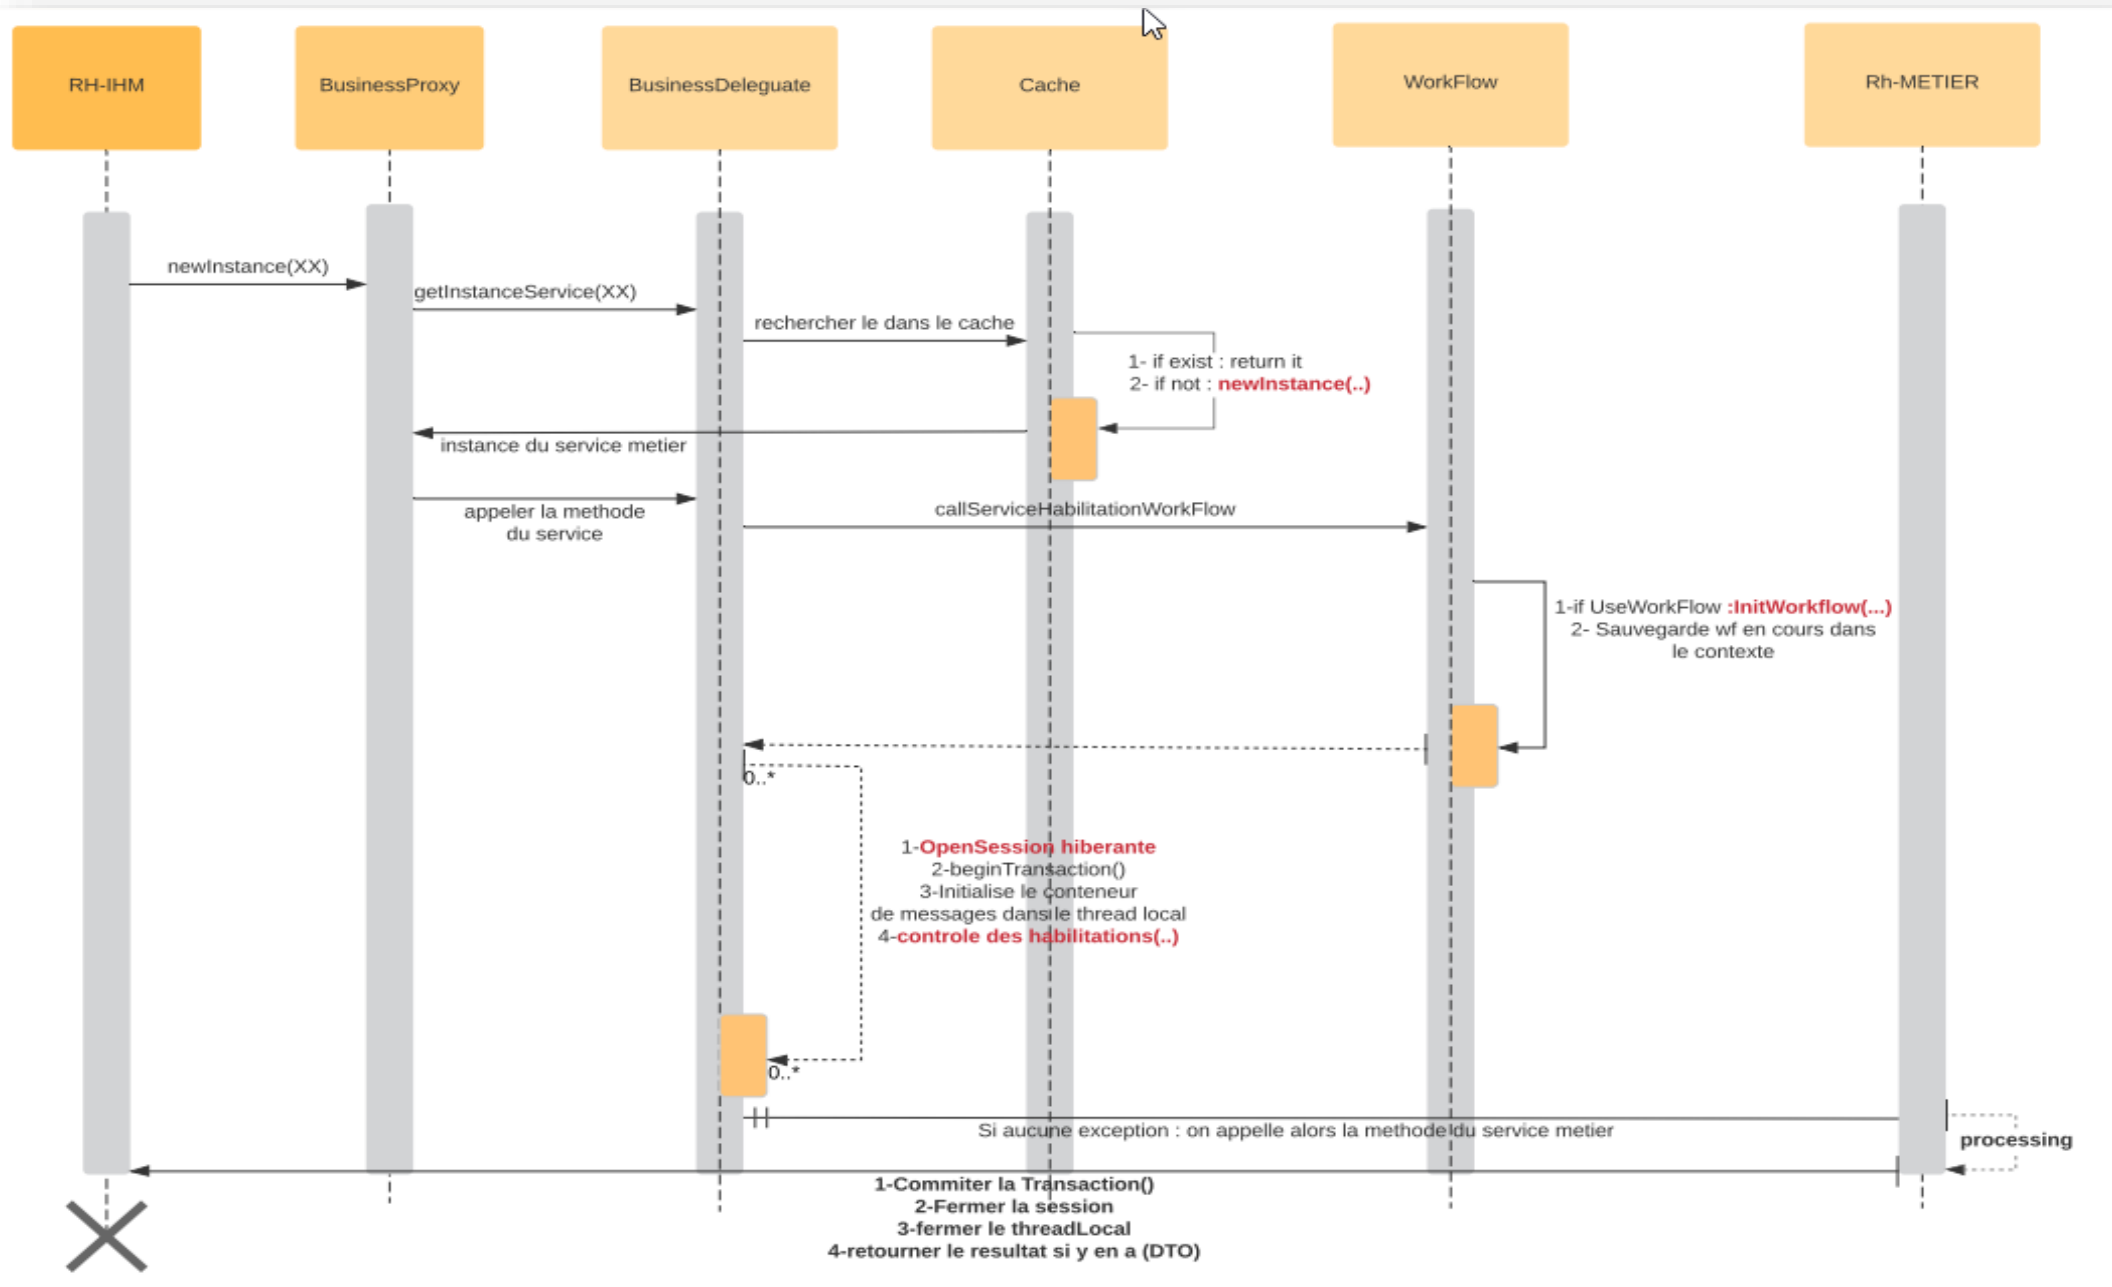 RH-IHM
BusinessProxy
BusinessDeleguate
Cache
WorkFlow
Rh-METIER
newInstance(XX)
getInstanceService(XX)
rechercher le dans le cache
1- if exist : return it
2- if not : newInstance(..)
instance du service metier
appeler la methode
du service
callServiceHabilitationWorkFlow
1-if UseWorkFlow :InitWorkflow(...)
2- Sauvegarde wf en cours dans
le contexte
0..*
1-OpenSession hiberante
2-beginTransaction()
3-Initialise le conteneur
de messages dans le thread local
4-controle des habilitations(..)
0..*
Si aucune exception : on appelle alors la methode du service metier
processing
1-Commiter la Transaction()
2-Fermer la session
3-fermer le threadLocal
4-retourner le resultat si y en a (DTO)